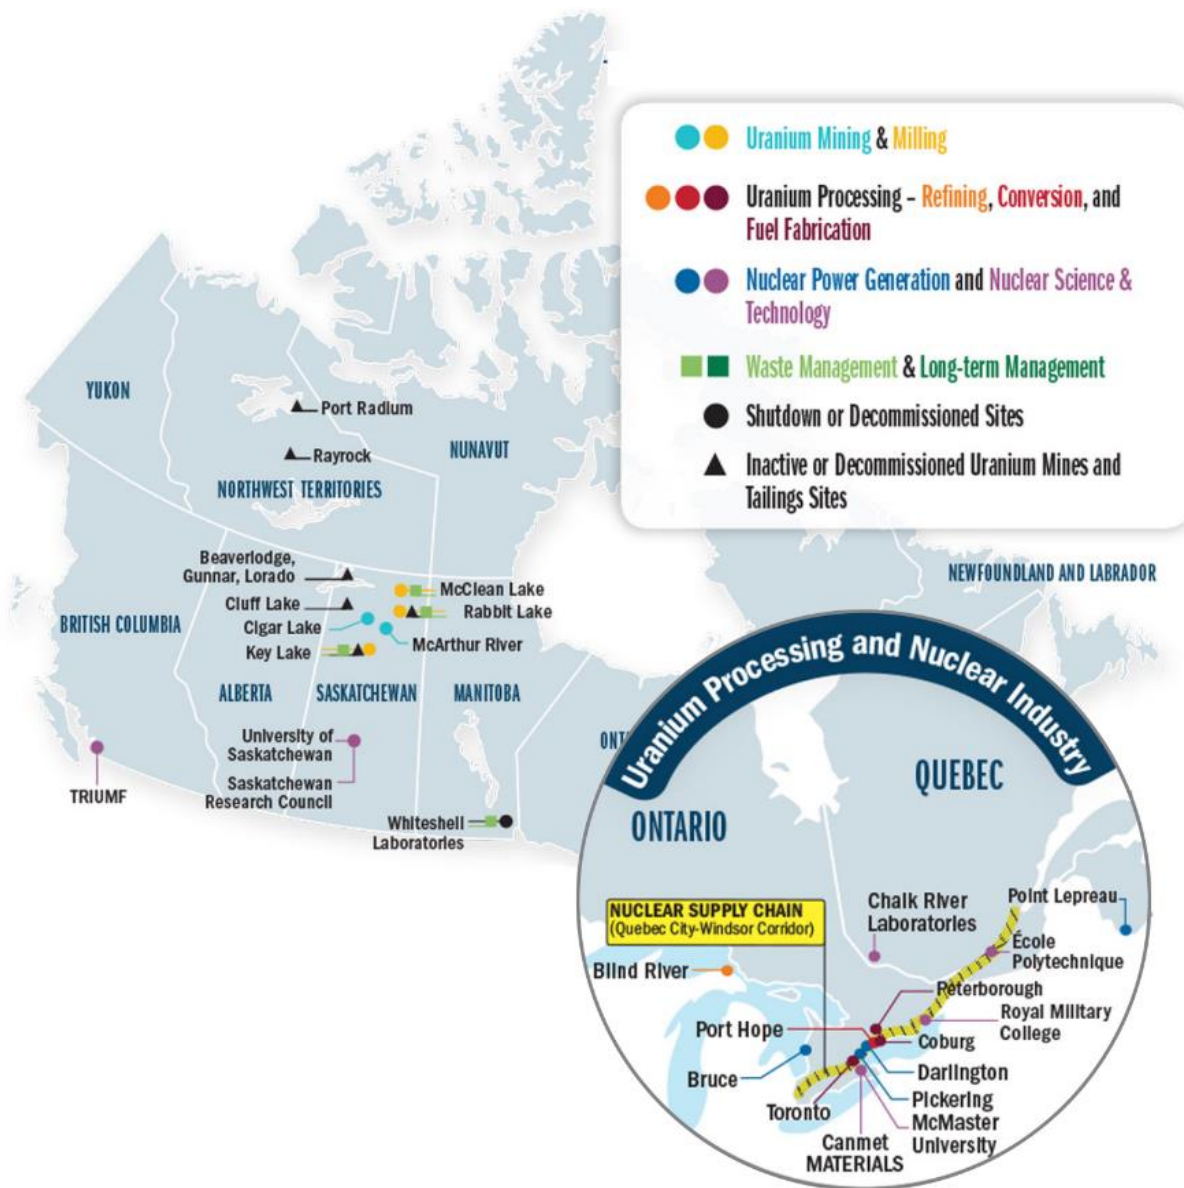 Uranium Mining & Milling
Uranium Processing – Refining, Conversion, and
Fuel Fabrication
Nuclear Power Generation and Nuclear Science &
Technology
Waste Management & Long-term Management
Shutdown or Decommissioned Sites
Inactive or Decommissioned Uranium Mines and
Tailings Sites
YUKON
Port Radium
Rayrock
NUNAVUT
NORTHWEST TERRITORIES
Beaverlodge,
Gunnar, Lorado
McClean Lake
Cluff Lake
Rabbit Lake
BRITISH COLUMBIA
Cigar Lake
McArthur River
Key Lake
ALBERTA
SASKATCHEWAN
MANITOBA
NEWFOUNDLAND AND LABRADOR
University of
Saskatchewan
Saskatchewan
Research Council
TRIUMF
Whiteshell
Laboratories
ONT
Uranium Processing and Nuclear Industry
QUEBEC
ONTARIO
NUCLEAR SUPPLY CHAIN
(Quebec City-Windsor Corridor)
Chalk River
Laboratories
Point Lepreau
École
Polytechnique
Blind River
Peterborough
Royal Military
College
Port Hope
Coburg
Bruce
Darlington
Pickering
Toronto
McMaster
University
Canmet
MATERIALS